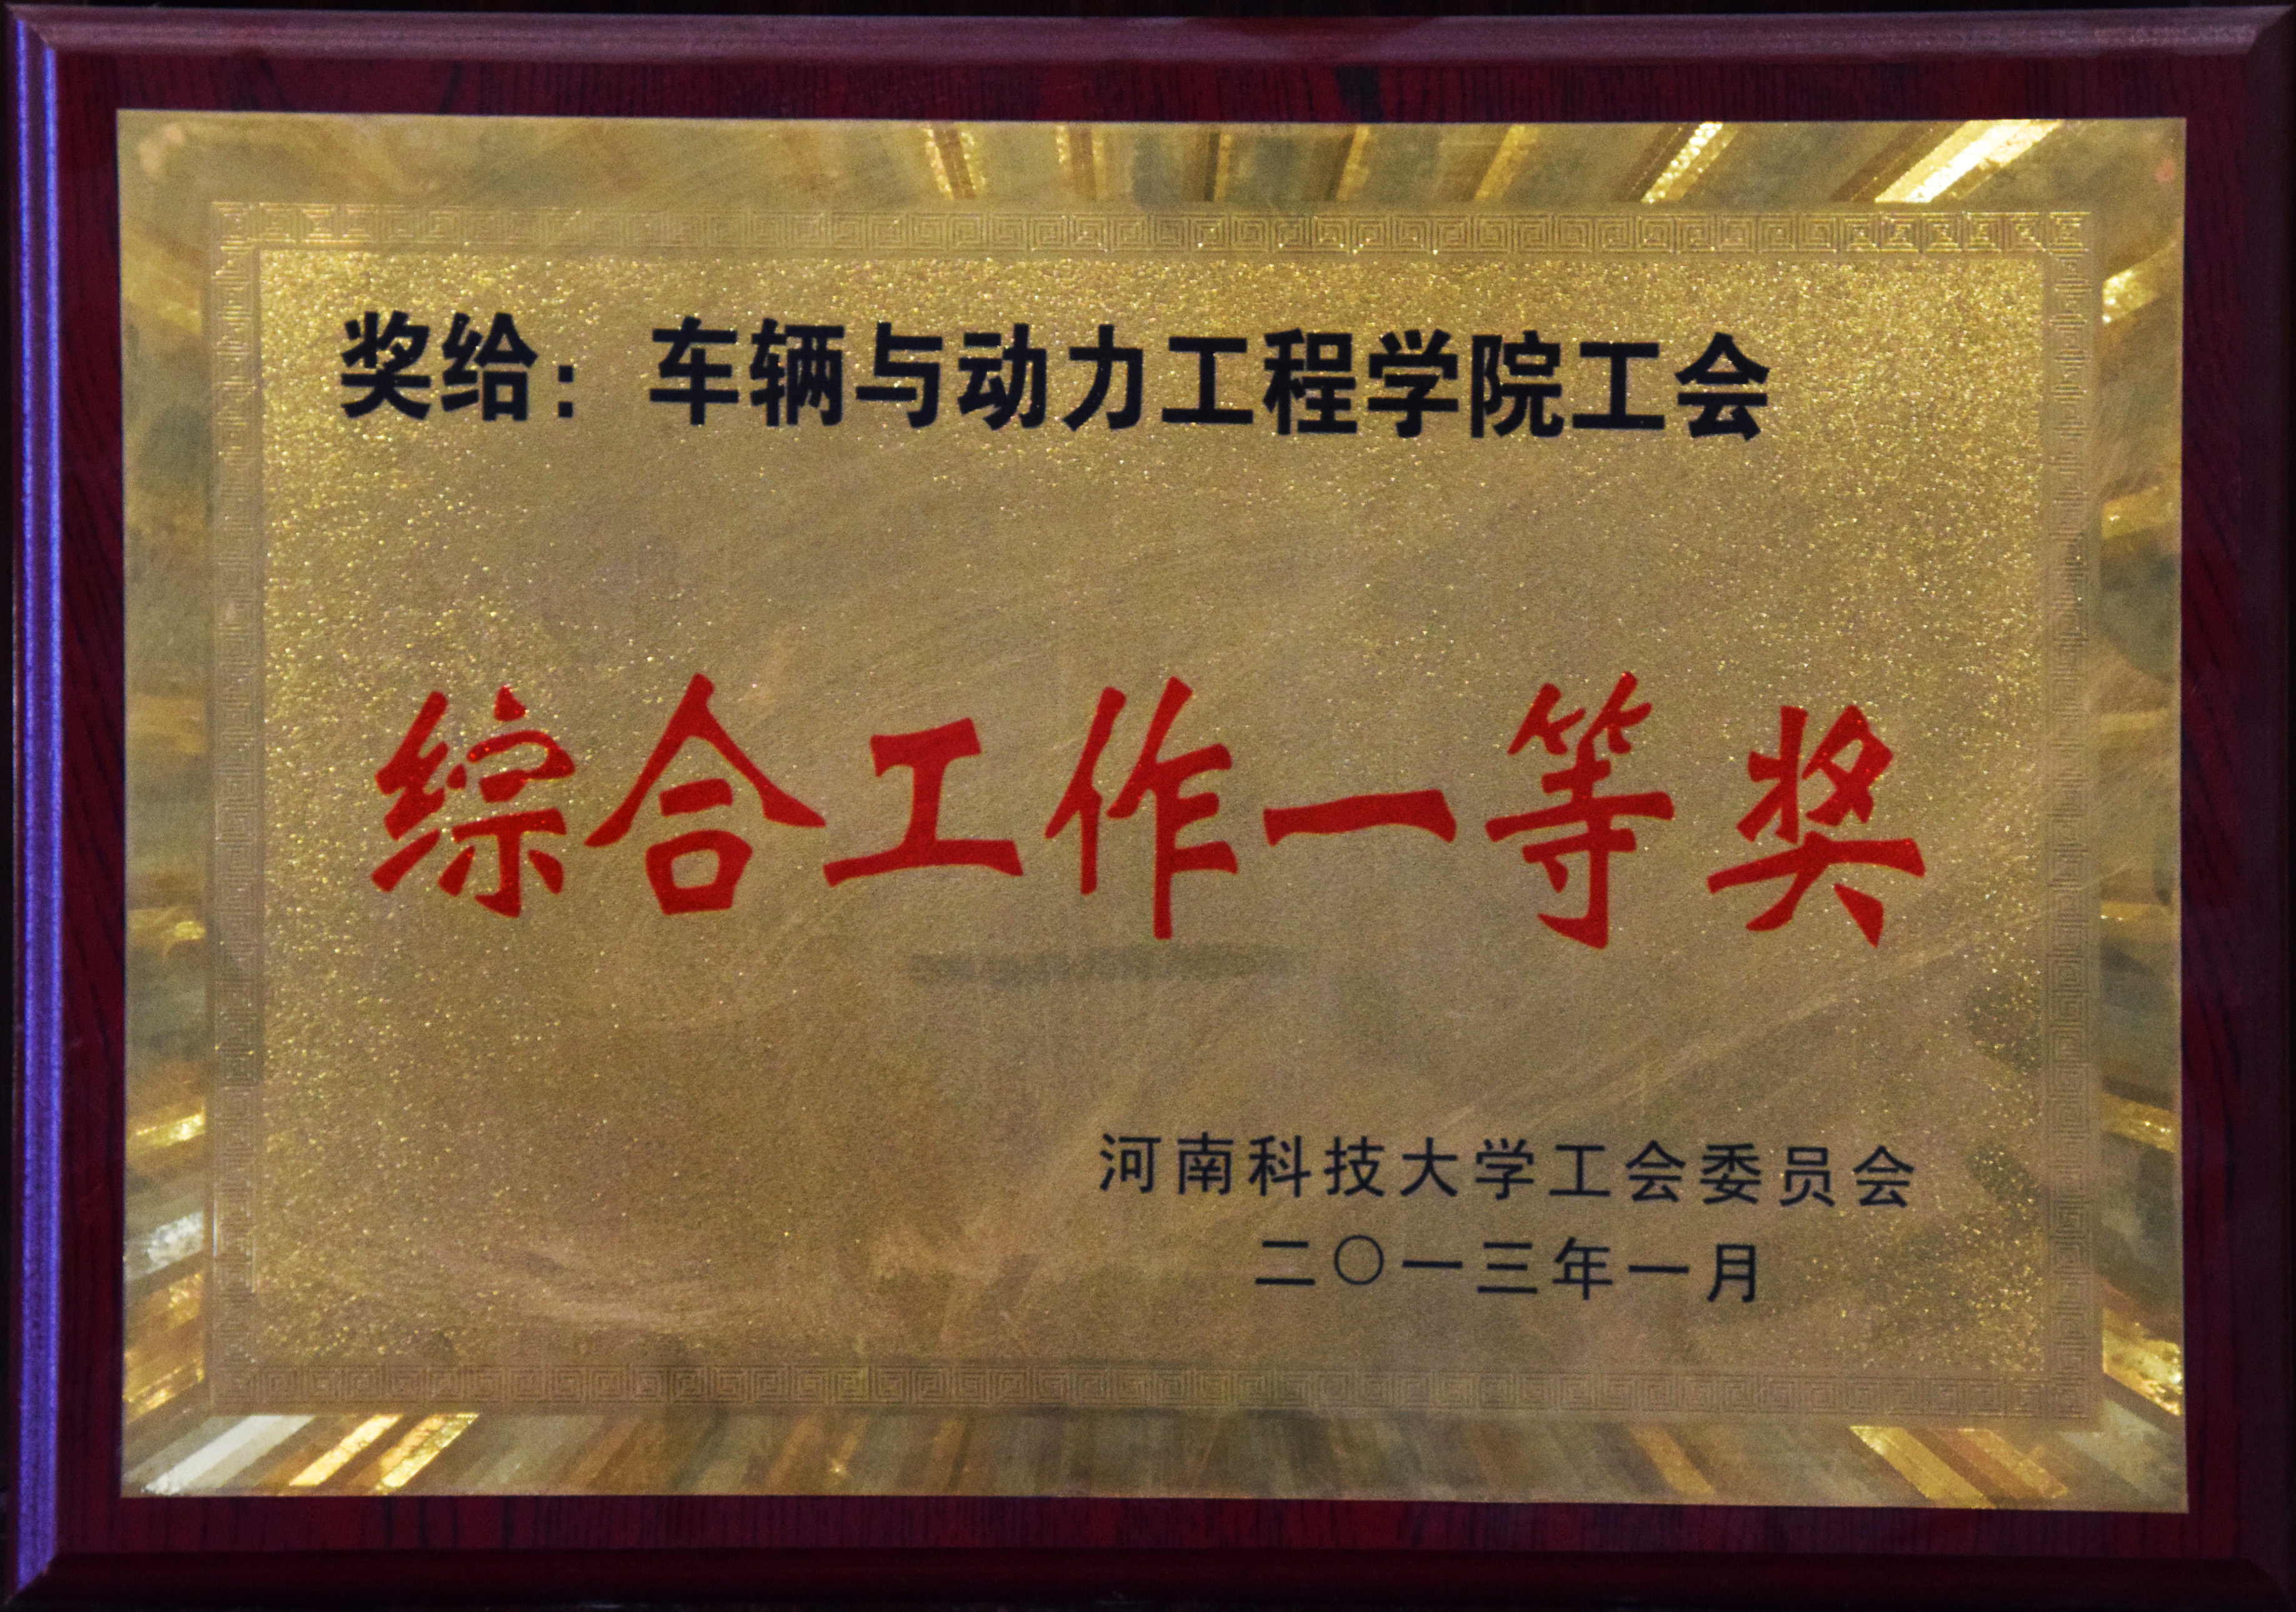 奖给：车辆与动力工程学院工会
综合工作一等奖
河南科技大学工会委员会
二〇一三年一月